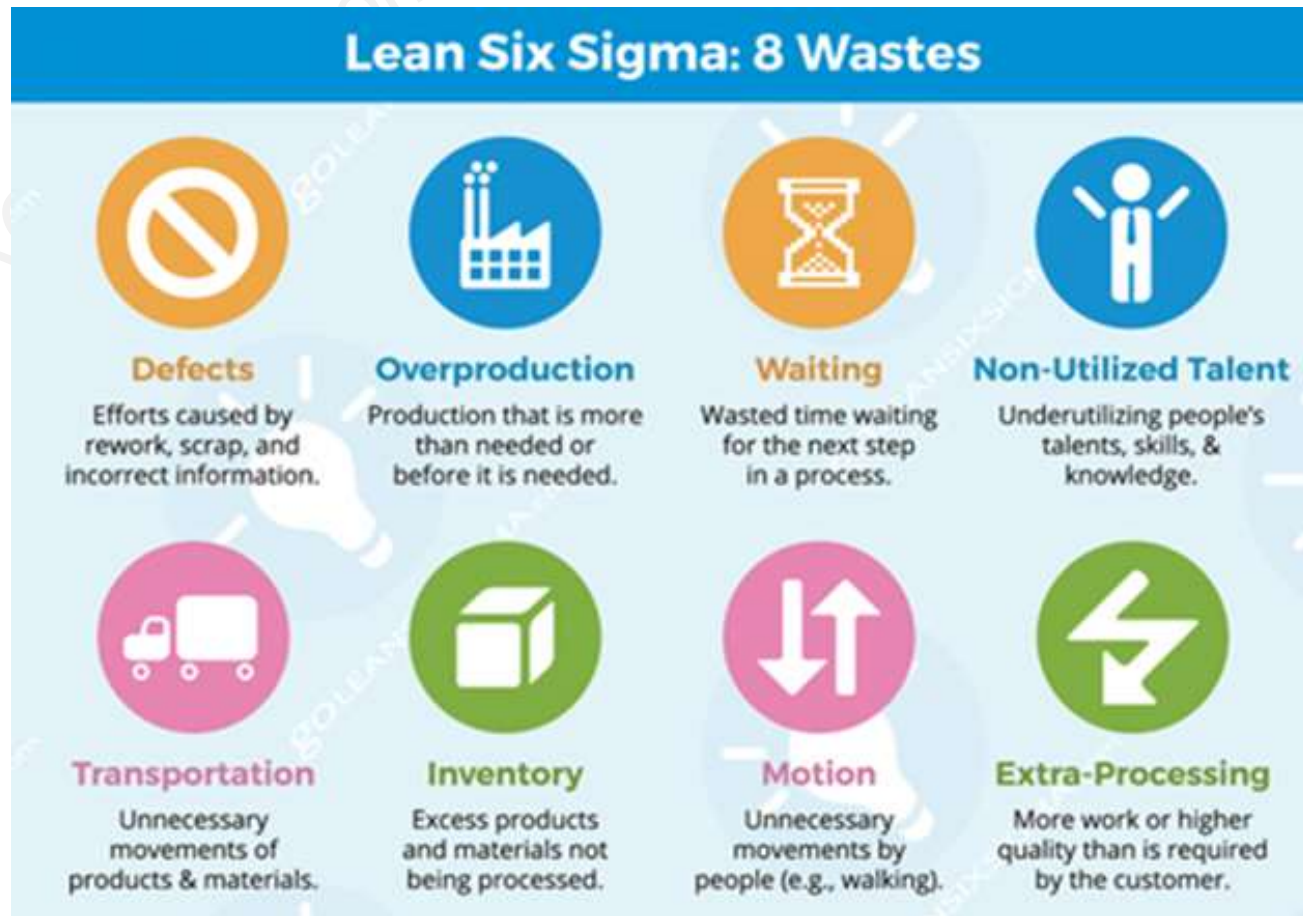 Lean Six Sigma: 8 Wastes
Defects
Efforts caused by
rework, scrap, and
incorrect information.
Overproduction
Production that is more
than needed or
before it is needed.
Waiting
Wasted time waiting
for the next step
in a process.
Non-Utilized Talent
Underutilizing people's
talents, skills, &
knowledge.
Transportation
Unnecessary
movements of
products & materials.
Inventory
Excess products
and materials not
being processed.
Motion
Unnecessary
movements by
people (e.g., walking).
Extra-Processing
More work or higher
quality than is required
by the customer.